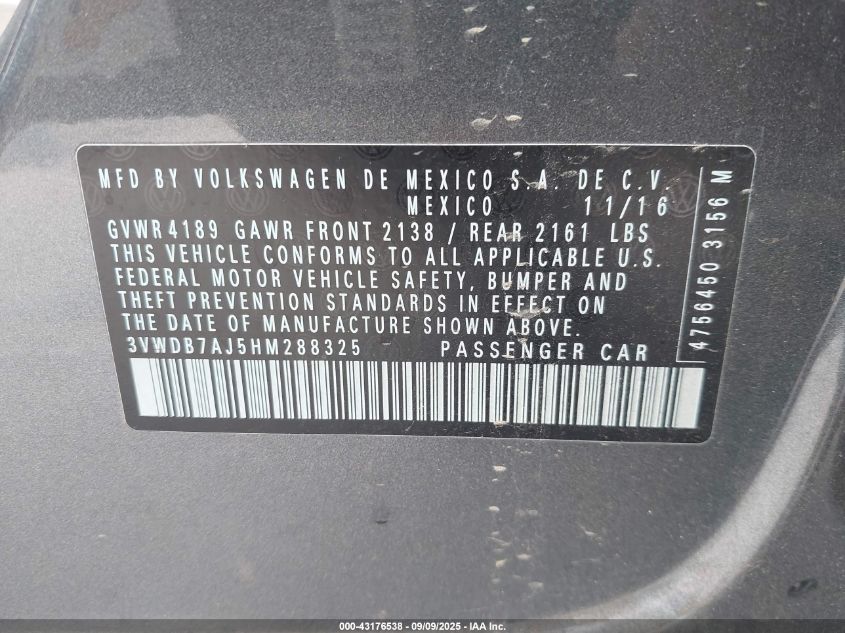 MFD BY VOLKSWAGEN DE MEXICO S.A. DE C.V.
MEXICO 11/16
GVWR 4189 GAWR FRONT 2138 / REAR 2161 LBS
THIS VEHICLE CONFORMS TO ALL APPLICABLE U.S.
FEDERAL MOTOR VEHICLE SAFETY, BUMPER AND
THEFT PREVENTION STANDARDS IN EFFECT ON
THE DATE OF MANUFACTURE SHOWN ABOVE.
3VWDB7AJ5HM288325 PASSENGER CAR
4756450 3156 M
000-43176538 - 09/09/2025 - IAA Inc.